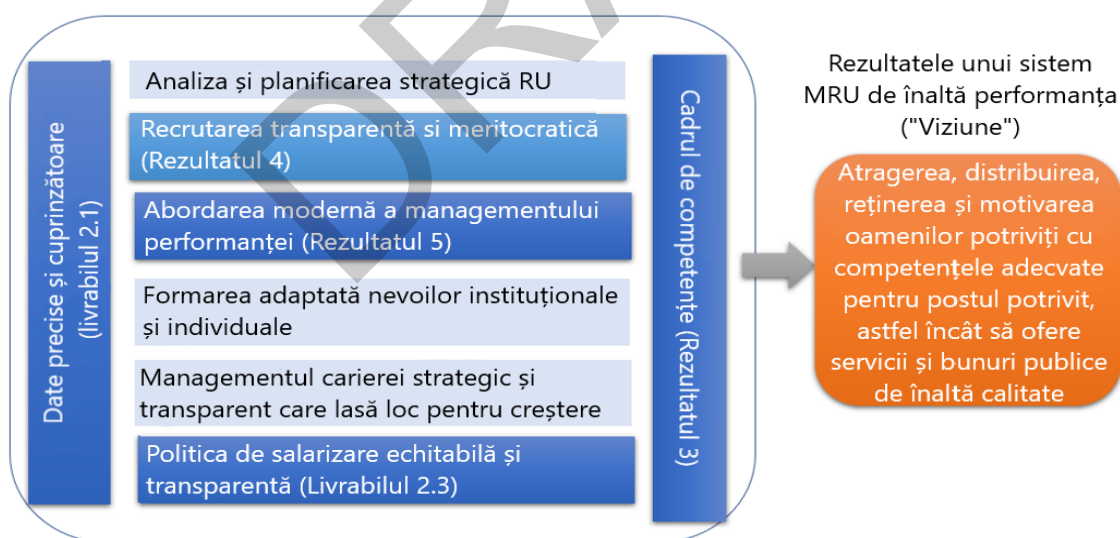 Date precise și cuprinzătoare
(livrabilul 2.1)
Analiza și planificarea strategică RU
Recrutarea transparentă si meritocratică
(Rezultatul 4)
Abordarea modernă a managementului
performanței (Rezultatul 5)
Formarea adaptată nevoilor instituționale
și individuale
Managementul carierei strategic și
transparent care lasă loc pentru creștere
Politica de salarizare echitabilă și
transparentă (Livrabilul 2.3)
Cadrul de competențe (Rezultatul 3)
Rezultatele unui sistem
MRU de înaltă performanța
("Viziune")
Atragerea, distribuirea,
reținerea și motivarea
oamenilor potriviți cu
competențele adecvate
pentru postul potrivit,
astfel încât să ofere
servicii și bunuri publice
de înaltă calitate